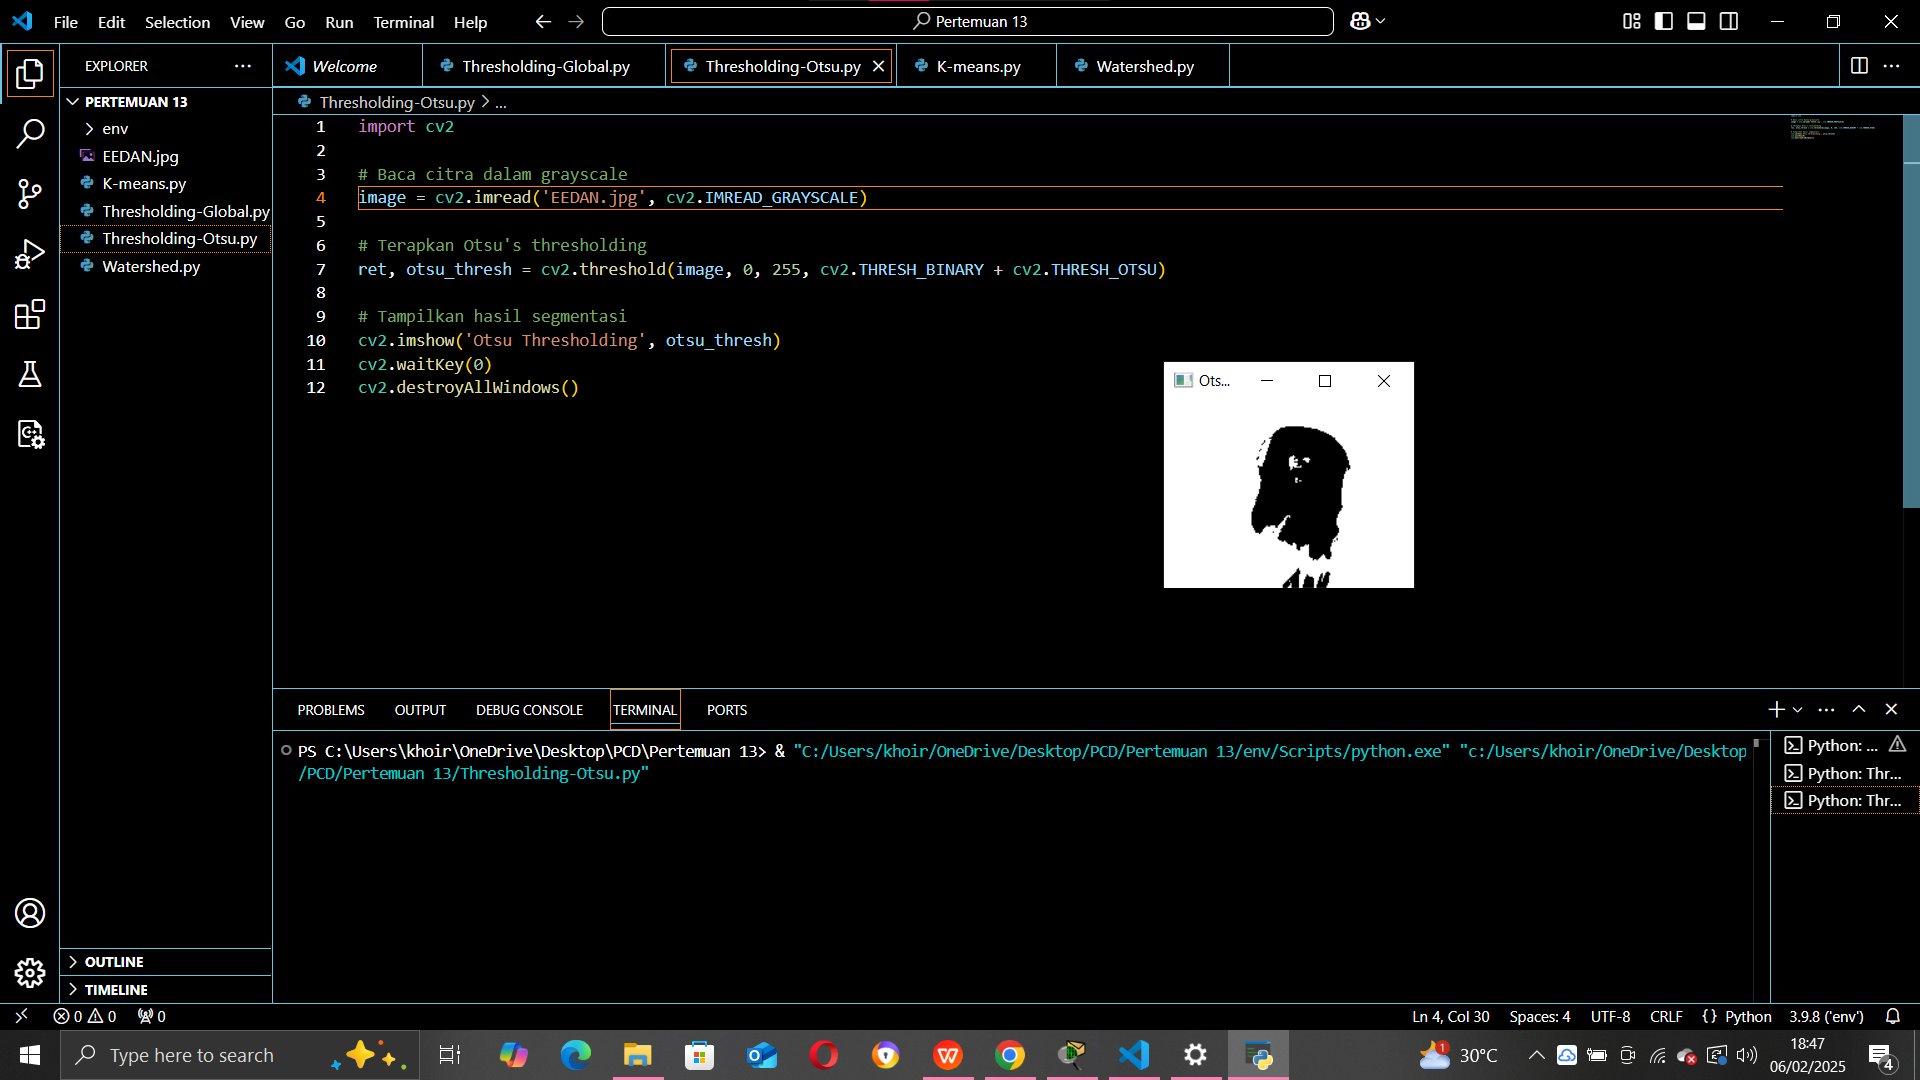 File Edit Selection View Go Run Terminal Help
Pertemuan 13
EXPLORER
Welcome
Thresholding-Global.py
Thresholding-Otsu.py
K-means.py
Watershed.py
PERTEMUAN 13
env
EEDAN.jpg
K-means.py
Thresholding-Global.py
Thresholding-Otsu.py
Watershed.py
OUTLINE
TIMELINE
Thresholding-Otsu.py > ...
1 import cv2
2
3 # Baca citra dalam grayscale
4 image = cv2.imread('EEDAN.jpg', cv2.IMREAD_GRAYSCALE)
5
6 # Terapkan Otsu's thresholding
7 ret, otsu_thresh = cv2.threshold(image, 0, 255, cv2.THRESH_BINARY + cv2.THRESH_OTSU)
8
9 # Tampilkan hasil segmentasi
10 cv2.imshow('Otsu Thresholding', otsu_thresh)
11 cv2.waitKey(0)
12 cv2.destroyAllWindows()
Ots...
PROBLEMS OUTPUT DEBUG CONSOLE TERMINAL PORTS
PS C:\Users\khoir\OneDrive\Desktop\PCD\Pertemuan 13> & "C:/Users/khoir/OneDrive/Desktop/PCD/Pertemuan 13/env/Scripts/python.exe" "c:/Users/khoir/OneDrive/Desktop
/PCD/Pertemuan 13/Thresholding-Otsu.py"
Python: ...
Python: Thr...
Python: Thr...
0 0 0
Ln 4, Col 30 Spaces: 4 UTF-8 CRLF {} Python 3.9.8 ('env')
Type here to search
1
30°C
18:47
06/02/2025
4